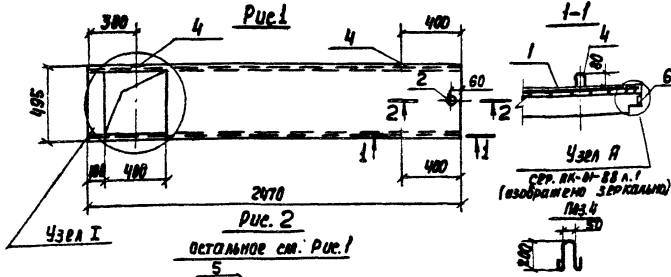 Рис.1
1-1
380
4
4
400
1
4
80
6
2
60
495
2
2
1
1
100
400
400
2470
Узел А
сер. ПК-01-88 л.1
(изображено зеркально)
Узел I
Рис. 2
остальное см. Рис.1
5
Поз.4
50
200